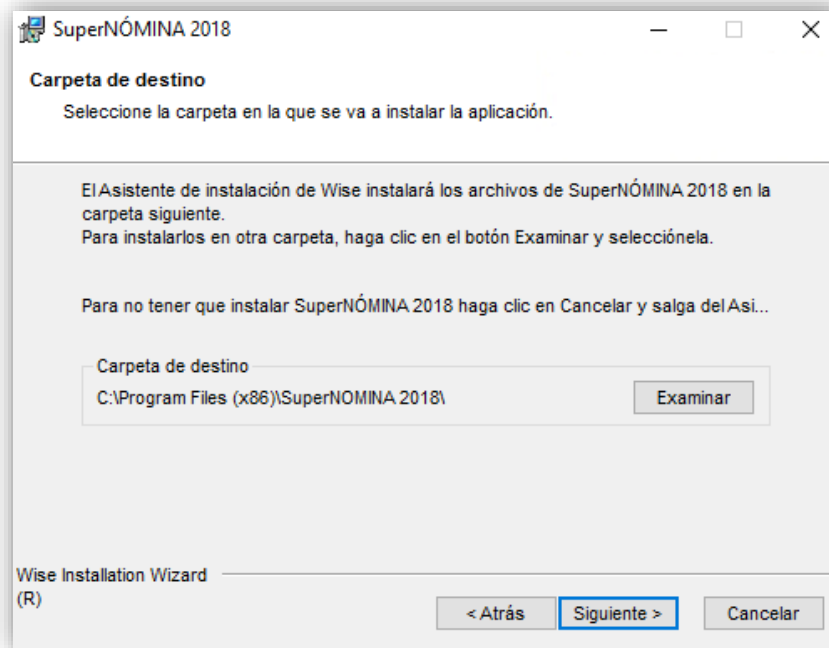 SuperNÓMINA 2018
Carpeta de destino
Seleccione la carpeta en la que se va a instalar la aplicación.
El Asistente de instalación de Wise instalará los archivos de SuperNÓMINA 2018 en la
carpeta siguiente.
Para instalarlos en otra carpeta, haga clic en el botón Examinar y selecciónela.
Para no tener que instalar SuperNÓMINA 2018 haga clic en Cancelar y salga del Asi...
Carpeta de destino
C:\Program Files (x86)\SuperNOMINA 2018\
Examinar
Wise Installation Wizard
(R)
< Atrás
Siguiente >
Cancelar